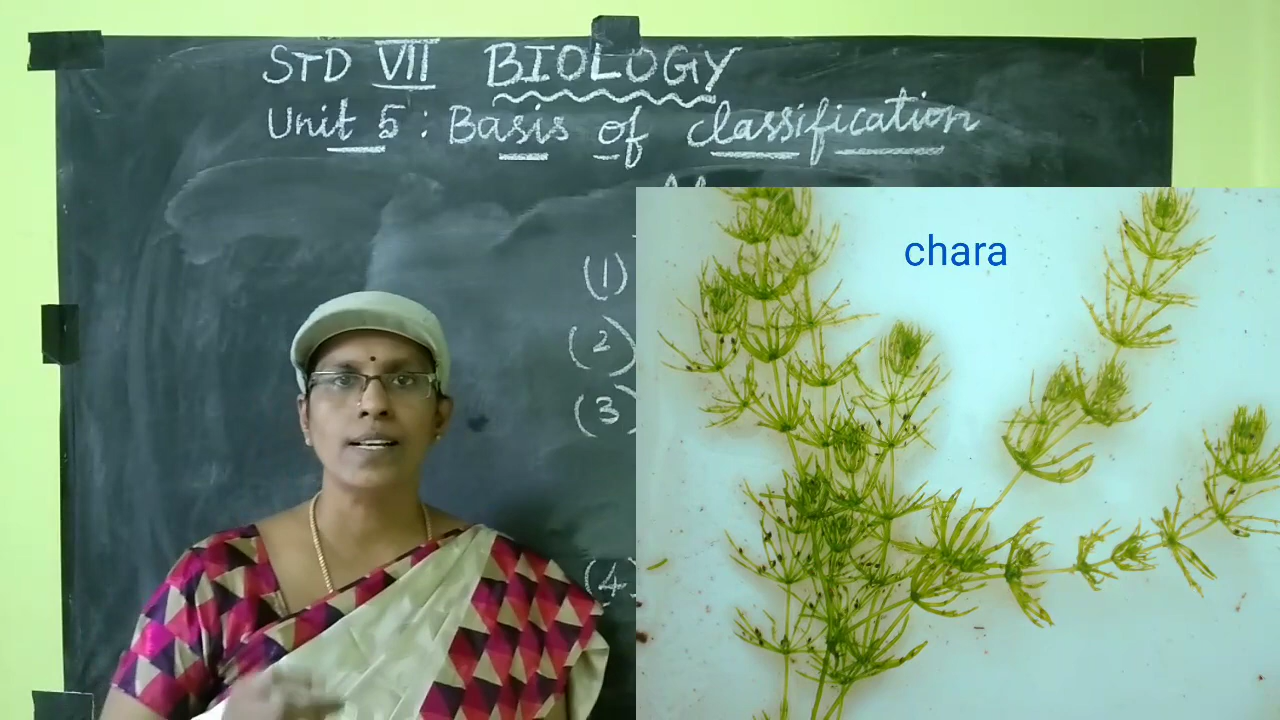 STD VII BIOLOGY
Unit 5 : Basis of classification
chara
(1)
(2)
(3)
(4)